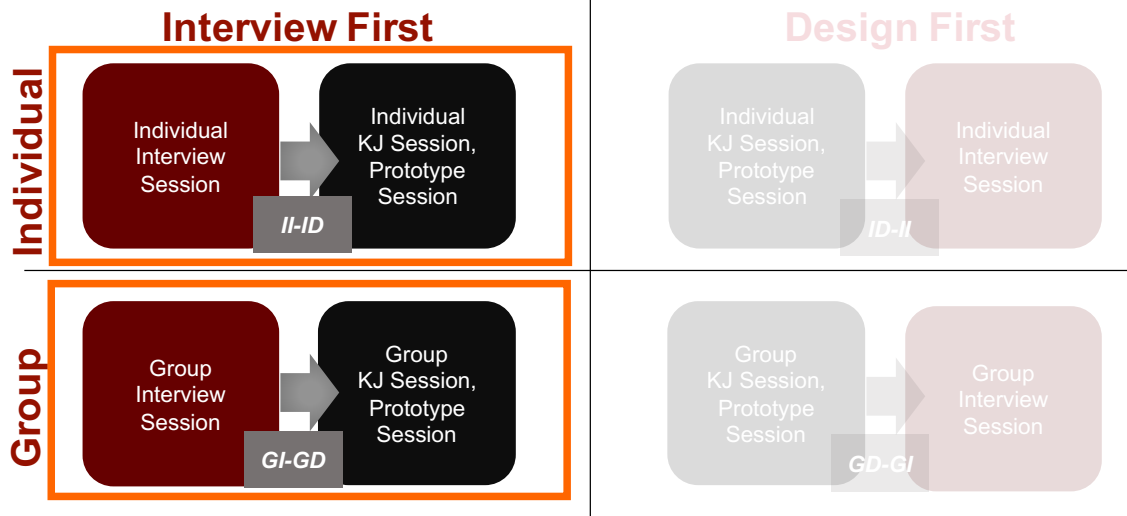 Interview First
Design First
Individual
Individual
Interview
Session
Individual
KJ Session,
Prototype
Session
II-ID
Individual
KJ Session,
Prototype
Session
Individual
Interview
Session
ID-II
Group
Group
Interview
Session
Group
KJ Session,
Prototype
Session
GI-GD
Group
KJ Session,
Prototype
Session
Group
Interview
Session
GD-GI